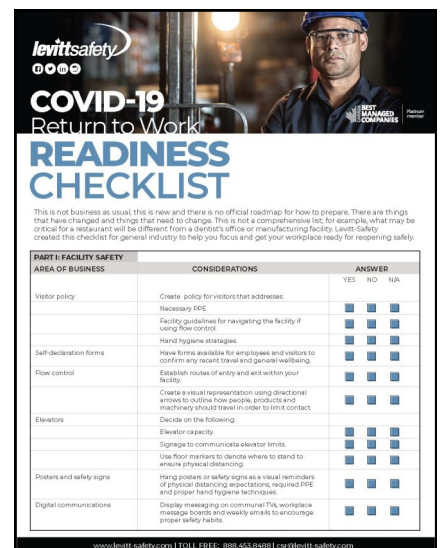 levittsafety
COVID-19
Return to Work
READINESS
CHECKLIST
BEST
MANAGED
COMPANIES
Platinum
member
This is not business as usual, this is new and there is no official roadmap for how to prepare. There are things
that have changed and things that need to change. This is not a comprehensive list; for example, what may be
critical for a restaurant will be different from a dentist's office or manufacturing facility. Levitt-Safety
created this checklist for general industry to help you focus and get your workplace ready for reopening safely.
PART I: FACILITY SAFETY
AREA OF BUSINESS CONSIDERATIONS ANSWER
YES NO N/A
Visitor policy Create policy for visitors that addresses:
Necessary PPE.
Facility guidelines for navigating the facility if
using flow control.
Hand hygiene strategies.
Self-declaration forms Have forms available for employees and visitors to
confirm any recent travel and general wellbeing.
Flow control Establish routes of entry and exit within your
facility.
Create a visual representation using directional
arrows to outline how people, products and
machinery should travel in order to limit contact.
Elevators Decide on the following:
Elevator capacity.
Signage to communicate elevator limits.
Use floor markers to denote where to stand to
ensure physical distancing.
Posters and safety signs Hang posters or safety signs as a visual reminders
of physical distancing expectations, required PPE
and proper hand hygiene techniques.
Digital communications Display messaging on communal TVs, workplace
message boards and weekly emails to encourage
proper safety habits.
www.levitt-safety.com | TOLL FREE: 888.453.8488 | csr@levitt-safety.com